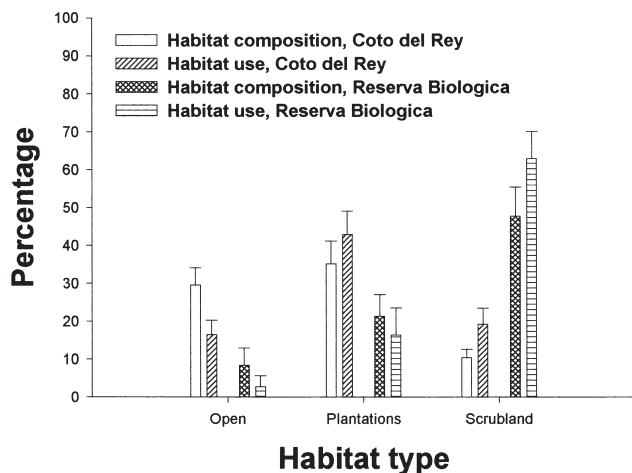 100
90
80
70
60
50
40
30
20
10
0
Percentage
Habitat composition, Coto del Rey
Habitat use, Coto del Rey
Habitat composition, Reserva Biologica
Habitat use, Reserva Biologica
Open Plantations Scrubland
Habitat type